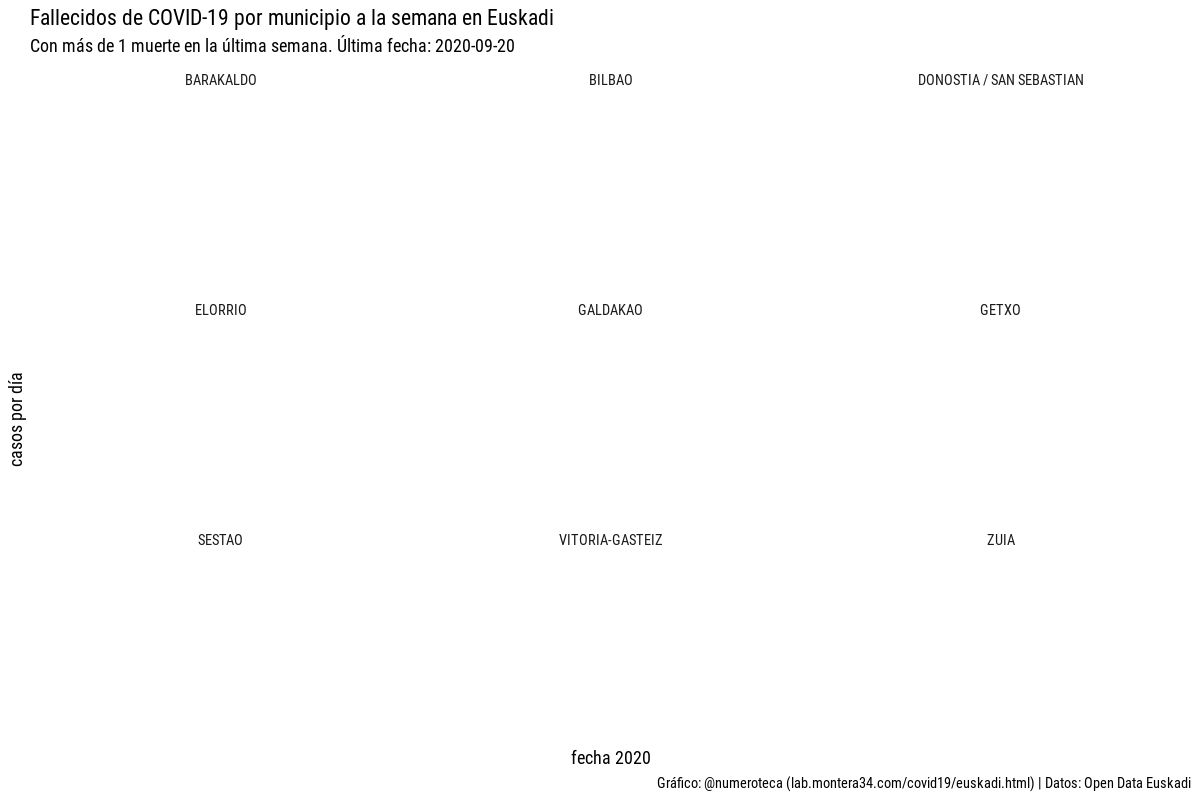 Fallecidos de COVID-19 por municipio a la semana en Euskadi
Con más de 1 muerte en la última semana. Última fecha: 2020-09-20
BARAKALDO
BILBAO
DONOSTIA / SAN SEBASTIAN
ELORRIO
GALDAKAO
GETXO
casos por día
SESTAO
VITORIA-GASTEIZ
ZUIA
fecha 2020
Gráfico: @numeroteca (lab.montera34.com/covid19/euskadi.html) | Datos: Open Data Euskadi